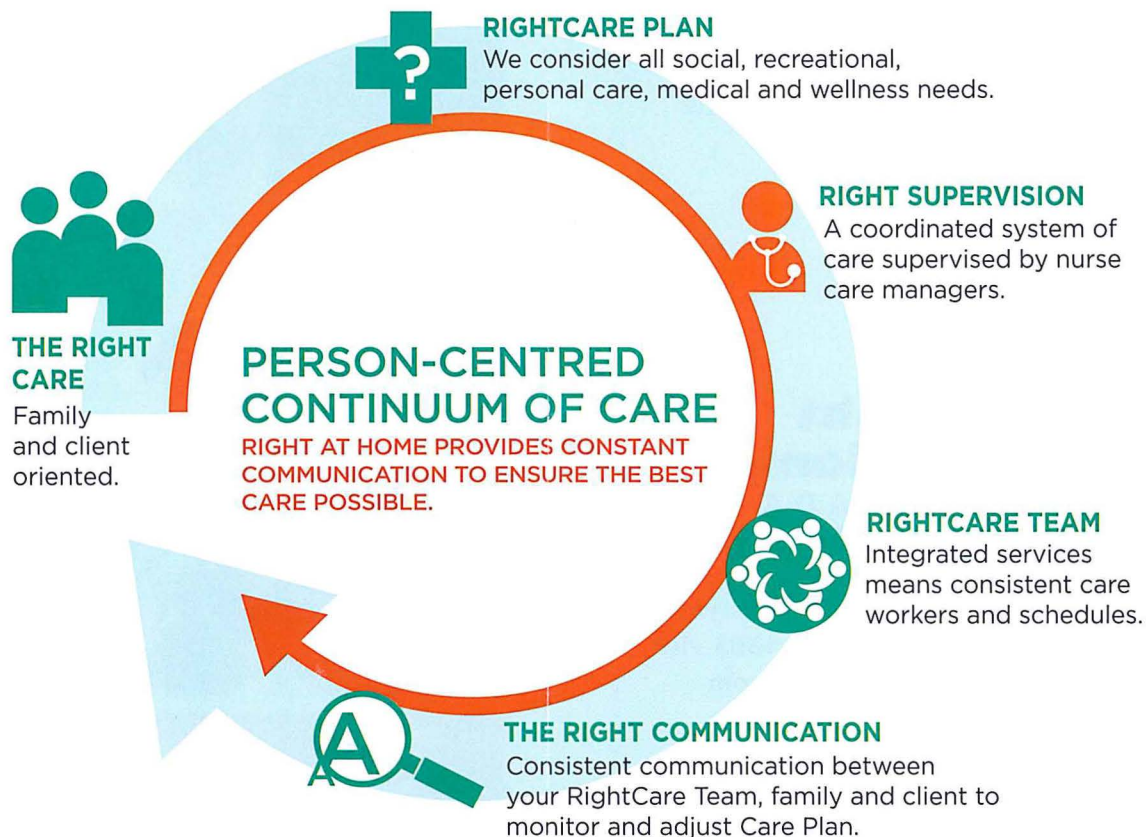 RIGHTCARE PLAN
We consider all social, recreational,
personal care, medical and wellness needs.
?
RIGHT SUPERVISION
A coordinated system of
care supervised by nurse
care managers.
THE RIGHT
CARE
Family
and client
oriented.
PERSON-CENTRED
CONTINUUM OF CARE
RIGHT AT HOME PROVIDES CONSTANT
COMMUNICATION TO ENSURE THE BEST
CARE POSSIBLE.
RIGHTCARE TEAM
Integrated services
means consistent care
workers and schedules.
A A
THE RIGHT COMMUNICATION
Consistent communication between
your RightCare Team, family and client to
monitor and adjust Care Plan.